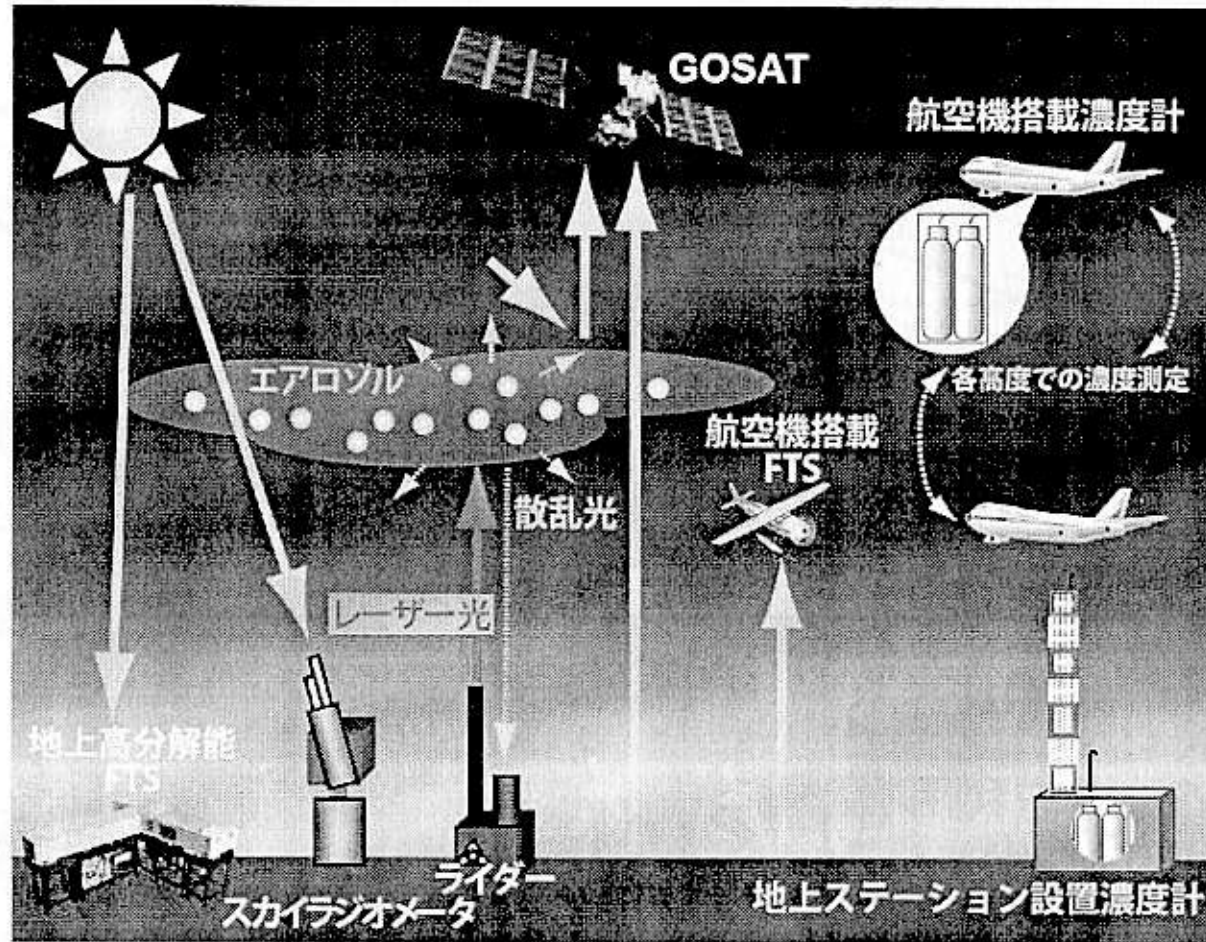 GOSAT
航空機搭載濃度計
エアロゾル
各高度での濃度測定
航空機搭載
FTS
散乱光
レーザー光
地上高分解能
FTS
ライダー
スカイラジオメータ
地上ステーション設置濃度計